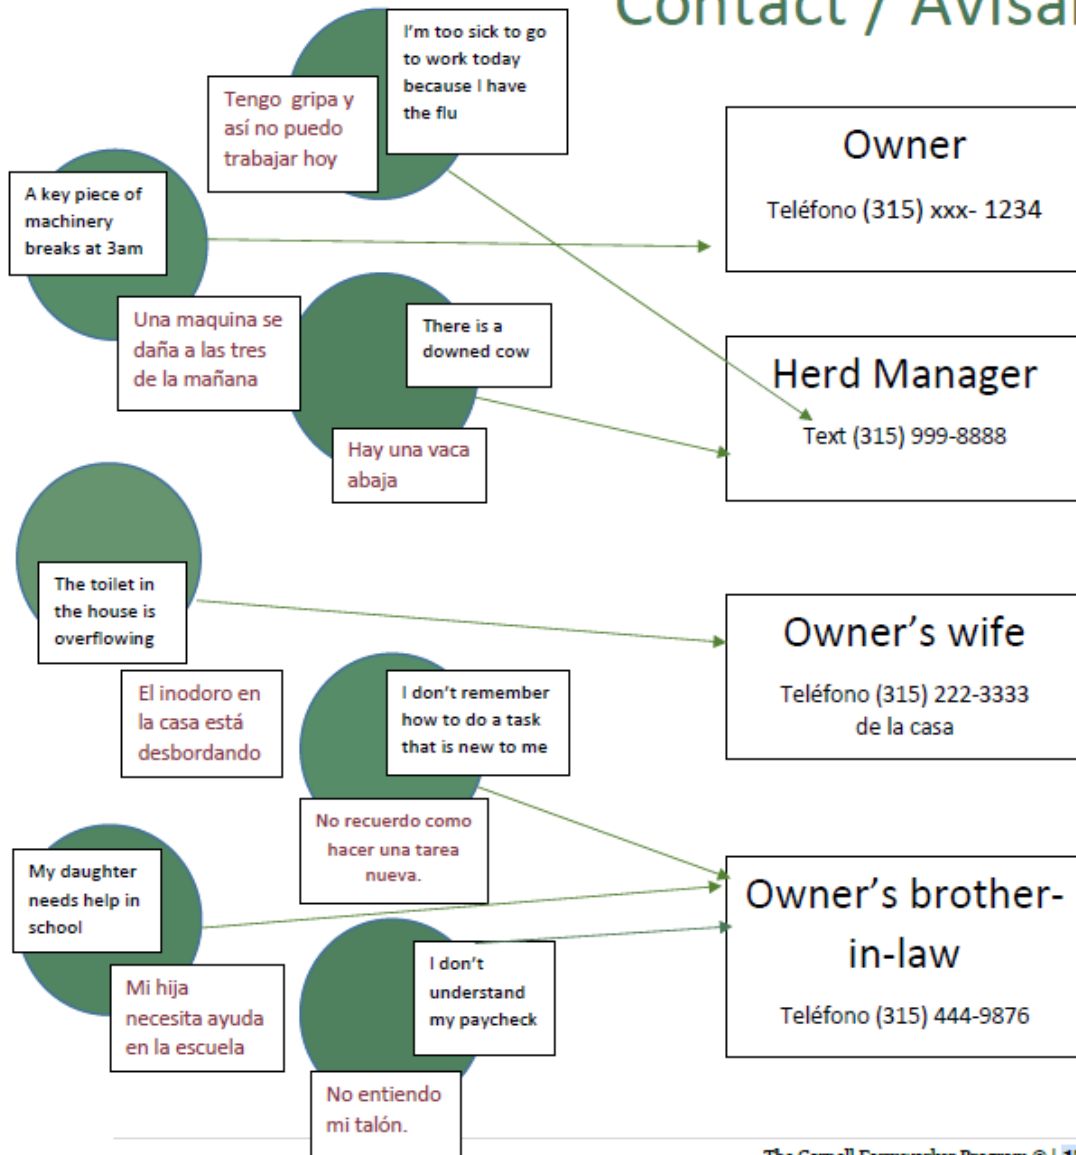 Contact / Avisar
I'm too sick to go
to work today
because I have
the flu
Tengo gripa y
así no puedo
trabajar hoy
Owner
Teléfono (315) xxx- 1234
A key piece of
machinery
breaks at 3am
Una maquina se
daña a las tres
de la mañana
There is a
downed cow
Hay una vaca
abaja
Herd Manager
Text (315) 999-8888
The toilet in
the house is
overflowing
El inodoro en
la casa está
desbordando
Owner's wife
Teléfono (315) 222-3333
de la casa
I don't remember
how to do a task
that is new to me
No recuerdo como
hacer una tarea
nueva.
My daughter
needs help in
school
Mi hija
necesita ayuda
en la escuela
Owner's brother-
in-law
Teléfono (315) 444-9876
I don't
understand
my paycheck
No entiendo
mi talón.
The Cornell Farmworker Program © |